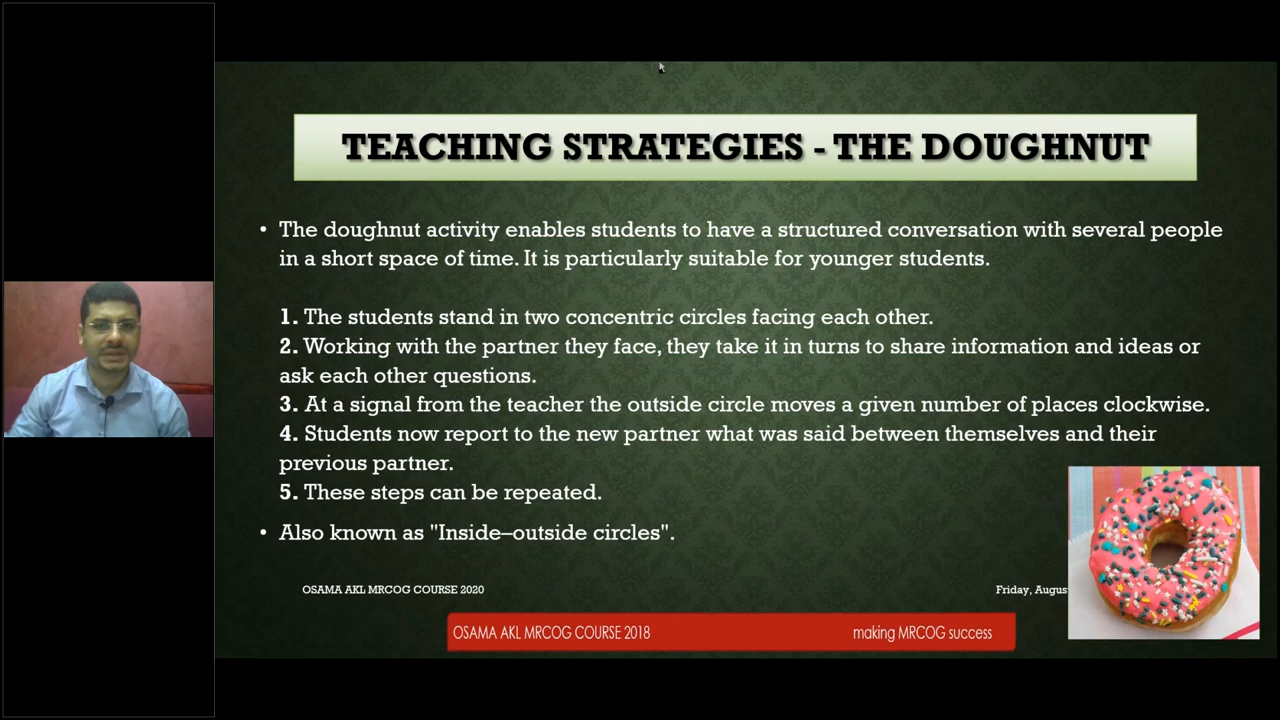 TEACHING STRATEGIES - THE DOUGHNUT
• The doughnut activity enables students to have a structured conversation with several people
in a short space of time. It is particularly suitable for younger students.
1. The students stand in two concentric circles facing each other.
2. Working with the partner they face, they take it in turns to share information and ideas or
ask each other questions.
3. At a signal from the teacher the outside circle moves a given number of places clockwise.
4. Students now report to the new partner what was said between themselves and their
previous partner.
5. These steps can be repeated.
• Also known as "Inside–outside circles".
OSAMA AKL MRCOG COURSE 2020 Friday, Augus
OSAMA AKL MRCOG COURSE 2018 making MRCOG success